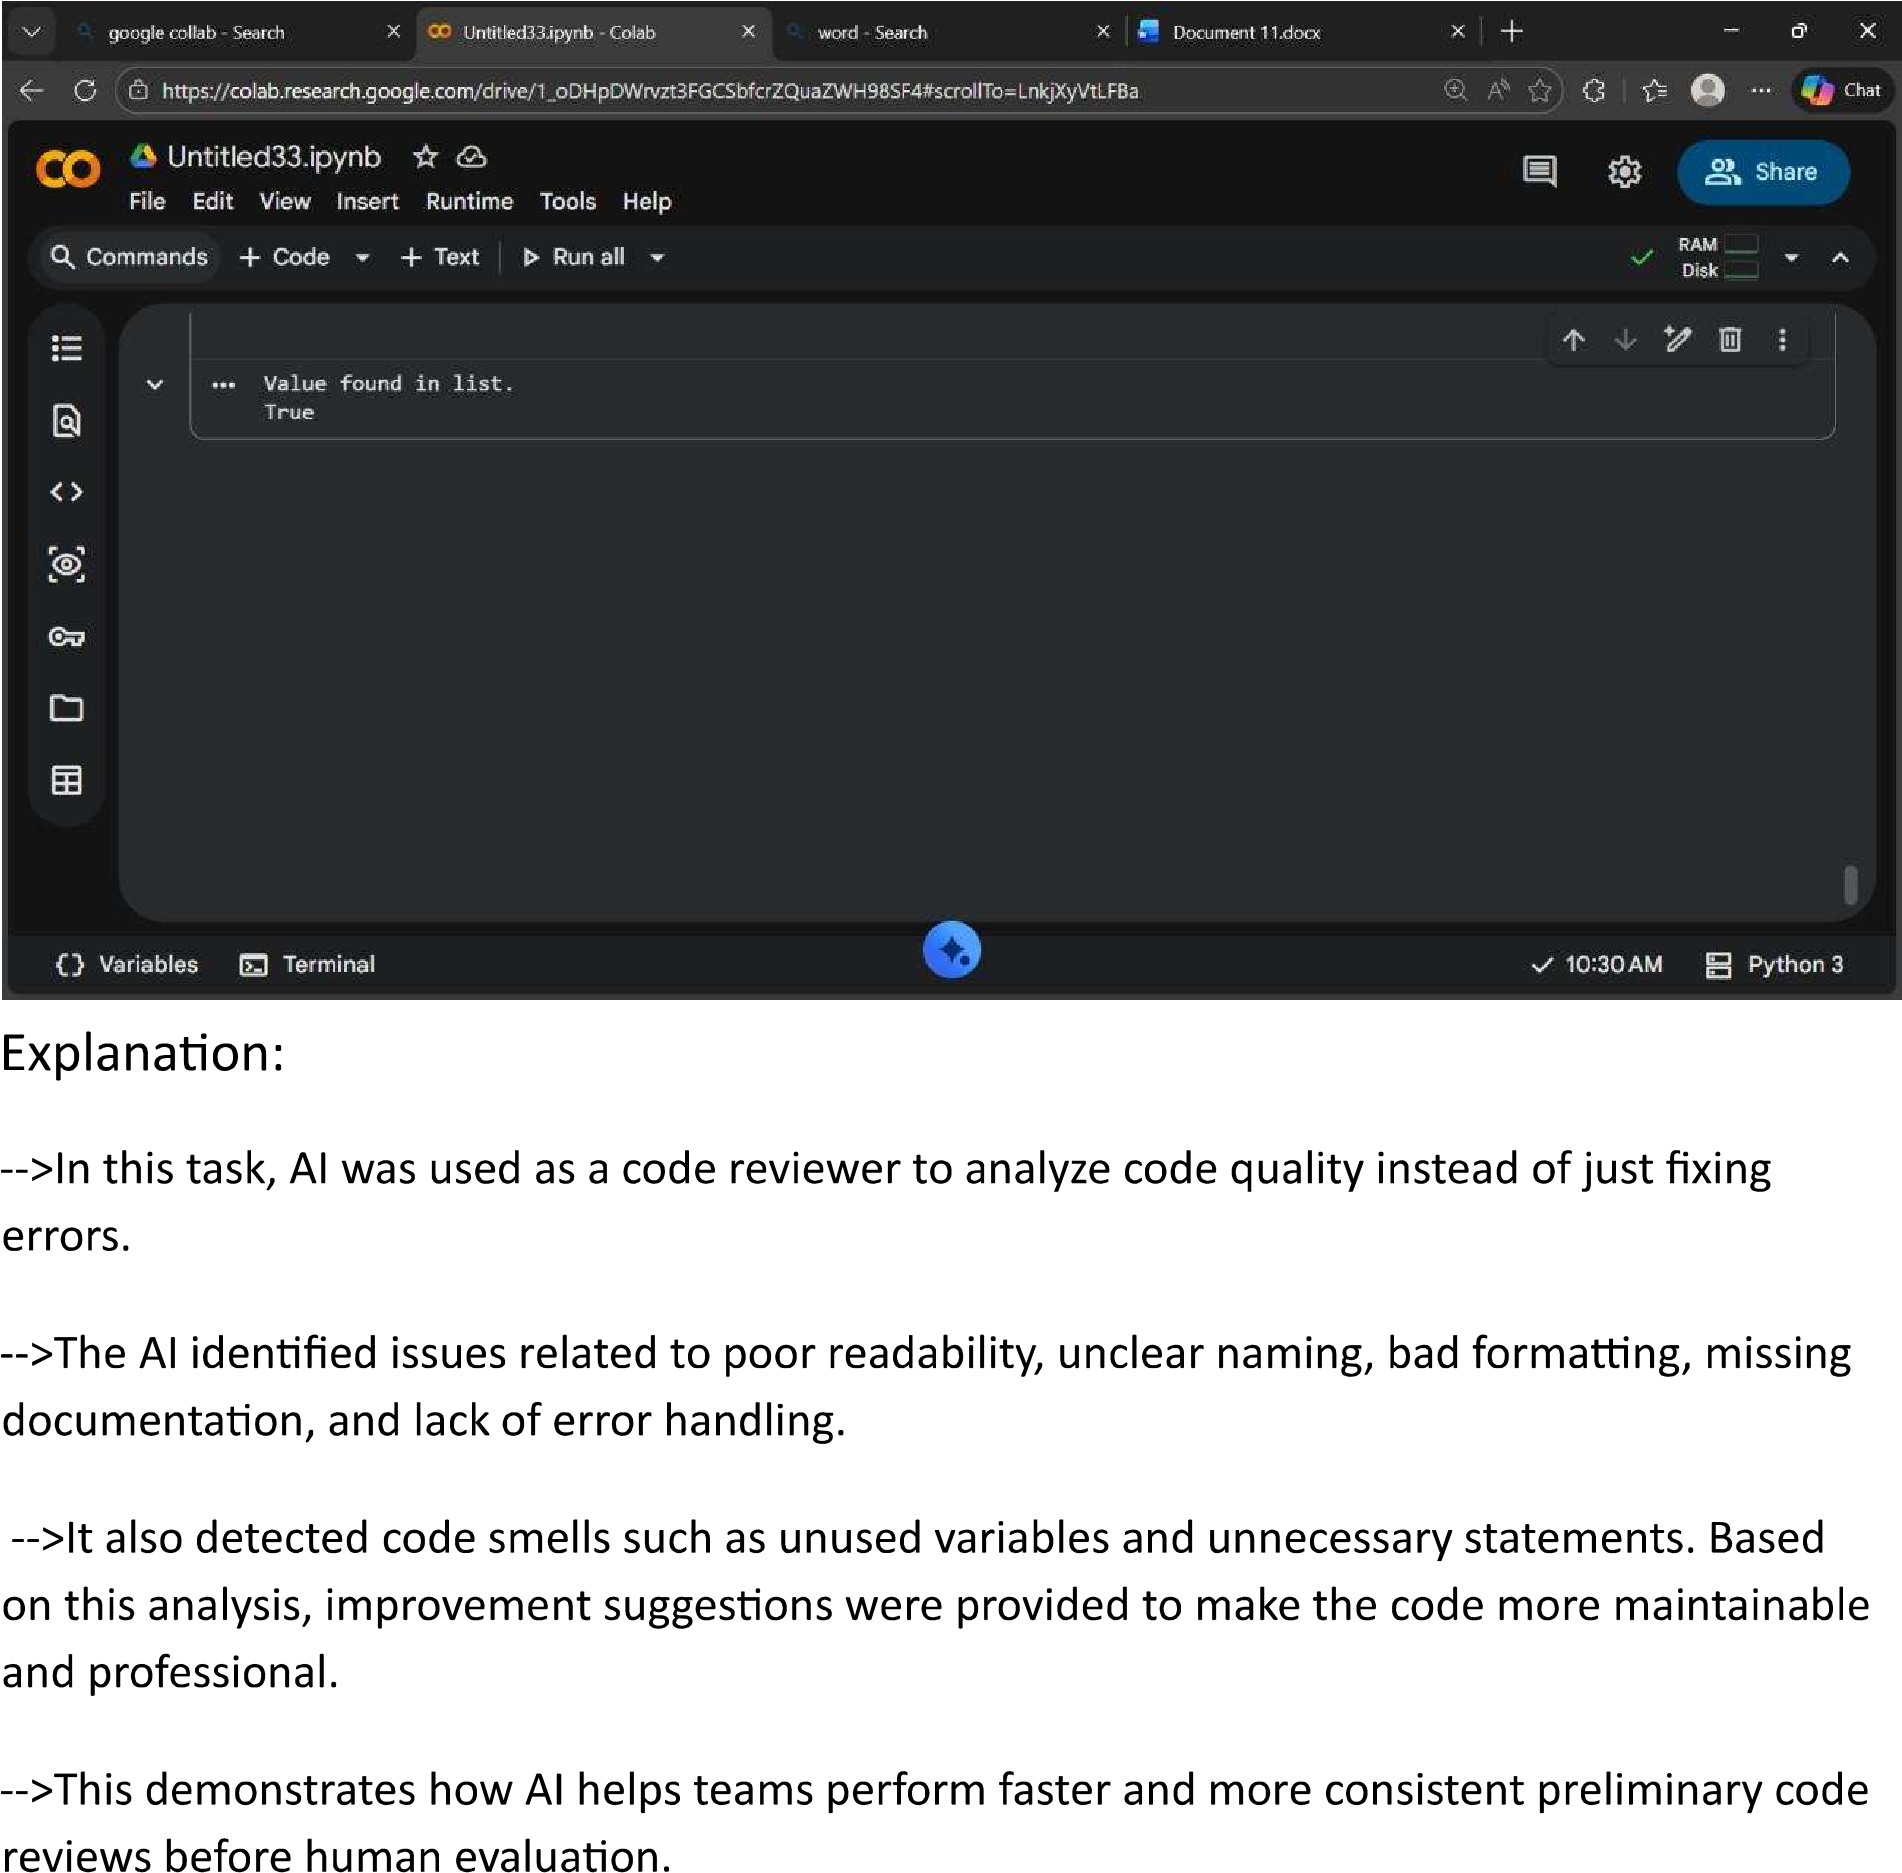 google collab - Search
Untitled33.ipynb - Colab
word - Search
Document 11.docx
https://colab.research.google.com/drive/1_oDHpDWrvzt3FGCSbfcrZQuaZWH98SF4#scrollTo=LnkjXyVtLFBa
Chat
Untitled33.ipynb
File Edit View Insert Runtime Tools Help
Share
Commands + Code + Text Run all
RAM
Disk
Value found in list.
True
Variables Terminal
10:30 AM Python 3
Explanation:
-->In this task, AI was used as a code reviewer to analyze code quality instead of just fixing
errors.
-->The AI identified issues related to poor readability, unclear naming, bad formatting, missing
documentation, and lack of error handling.
-->It also detected code smells such as unused variables and unnecessary statements. Based
on this analysis, improvement suggestions were provided to make the code more maintainable
and professional.
-->This demonstrates how AI helps teams perform faster and more consistent preliminary code
reviews before human evaluation.